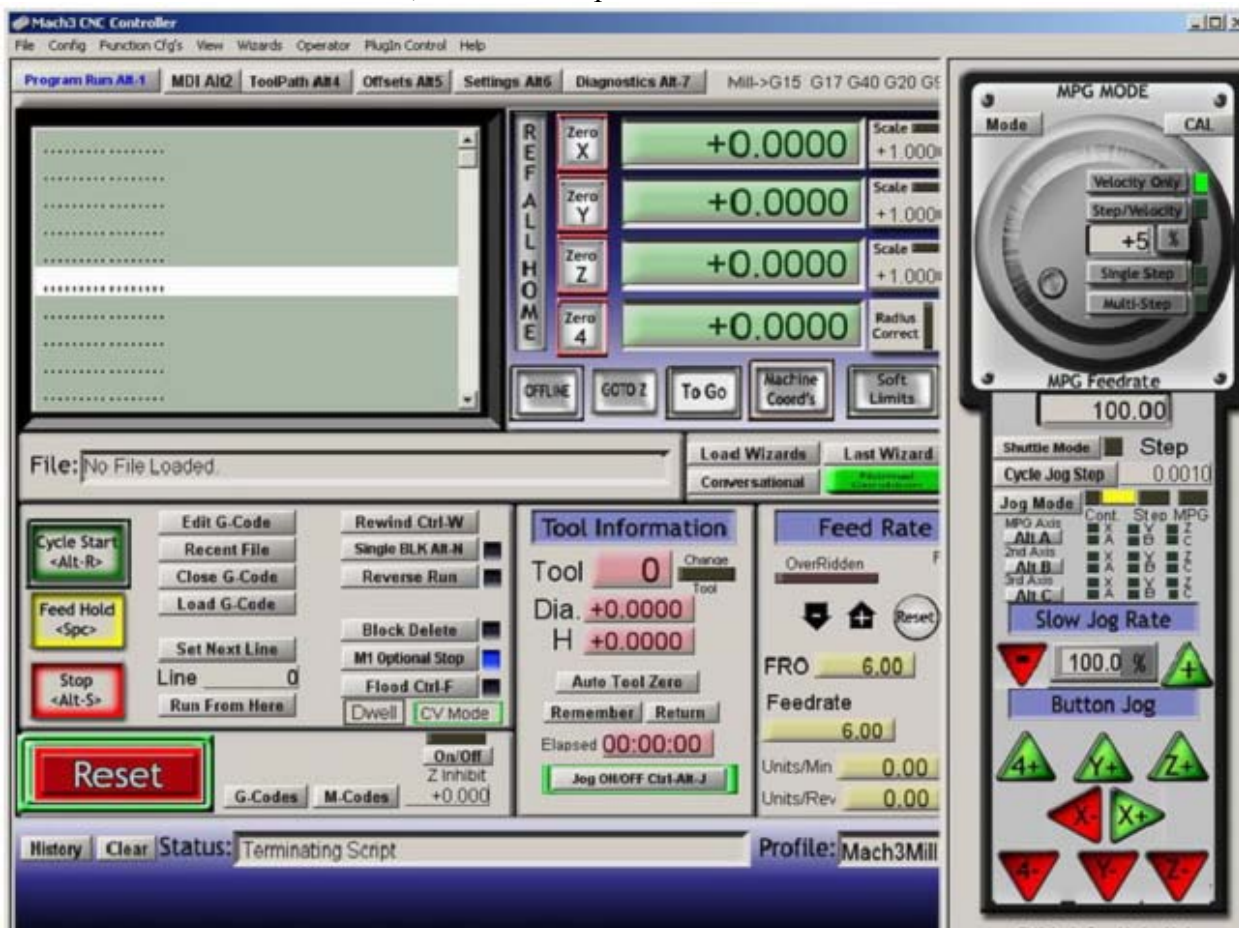 Mach3 CNC Controller
File Config Function Cfg's View Wizards Operator PlugIn Control Help
Program Run Alt-1 MDI Alt2 ToolPath Alt4 Offsets Alt5 Settings Alt6 Diagnostics Alt-7 Mill->G15 G17 G40 G20
REF ALL HOME
Zero X +0.0000 Scale +1.000
Zero Y +0.0000 Scale +1.000
Zero Z +0.0000 Scale +1.000
Zero 4 +0.0000 Radius Correct
OFFLINE GOTO Z To Go Machine Coord's Soft Limits
File: No File Loaded.
Load Wizards Last Wizard
Conversational
Cycle Start <Alt-R>
Feed Hold <Spc>
Stop <Alt-S>
Edit G-Code
Recent File
Close G-Code
Load G-Code
Set Next Line
Line 0
Run From Here
Rewind Ctrl-W
Single BLK Alt-N
Reverse Run
Block Delete
M1 Optional Stop
Flood Ctrl-F
Dwell CV Mode
Reset
G-Codes M-Codes
On/Off
Z Inhibit
+0.000
Tool Information
Tool 0 Change Tool
Dia. +0.0000
H +0.0000
Auto Tool Zero
Remember Return
Elapsed 00:00:00
Jog ON/OFF Ctrl-Alt-J
Feed Rate
OverRidden
Reset
FRO 6.00
Feedrate
6.00
Units/Min 0.00
Units/Rev 0.00
History Clear Status: Terminating Script
Profile: Mach3Mill
MPG MODE
Mode CAL
Velocity Only
Step/Velocity
+5 %
Single Step
Multi-Step
MPG Feedrate
100.00
Shuttle Mode Step
Cycle Jog Step 0.0010
Jog Mode Cont. Step MPG
MPG Axis X Y Z
Alt A A B C
2nd Axis X Y Z
Alt B A B C
3rd Axis X Y Z
Alt C A B C
Slow Jog Rate
- 100.0 % +
Button Jog
4+ Y+ Z+
X- X+
4- Y- Z-